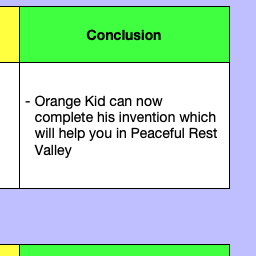 Conclusion
- Orange Kid can now
complete his invention which
will help you in Peaceful Rest
Valley